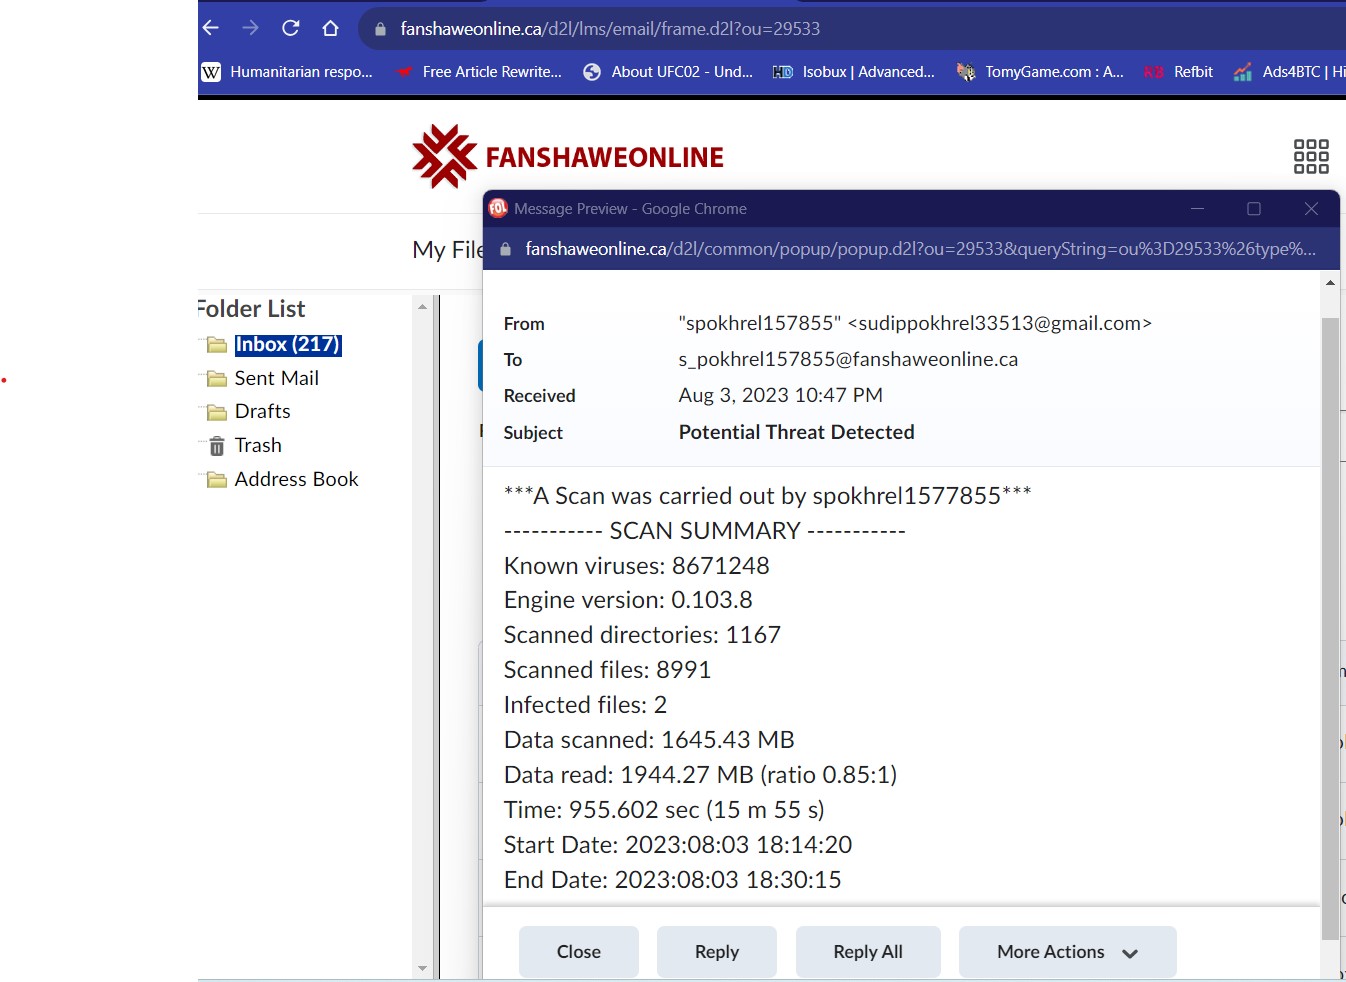 fanshaweonline.ca/d2l/lms/email/frame.d2l?ou=29533
W Humanitarian respo... Free Article Rewrite... About UFC02 - Und... HD Isobux | Advanced... TomyGame.com : A... KB Refbit Ads4BTC | Hi
FANSHAWEONLINE
FOL Message Preview - Google Chrome
My File
fanshaweonline.ca/d2l/common/popup/popup.d2l?ou=29533&queryString=ou%3D29533%26type%...
Folder List
Inbox (217)
Sent Mail
Drafts
Trash
Address Book
From "spokhrel157855" <sudippokhrel33513@gmail.com>
To s_pokhrel157855@fanshaweonline.ca
Received Aug 3, 2023 10:47 PM
Subject Potential Threat Detected
***A Scan was carried out by spokhrel1577855***
----------- SCAN SUMMARY -----------
Known viruses: 8671248
Engine version: 0.103.8
Scanned directories: 1167
Scanned files: 8991
Infected files: 2
Data scanned: 1645.43 MB
Data read: 1944.27 MB (ratio 0.85:1)
Time: 955.602 sec (15 m 55 s)
Start Date: 2023:08:03 18:14:20
End Date: 2023:08:03 18:30:15
Close Reply Reply All More Actions